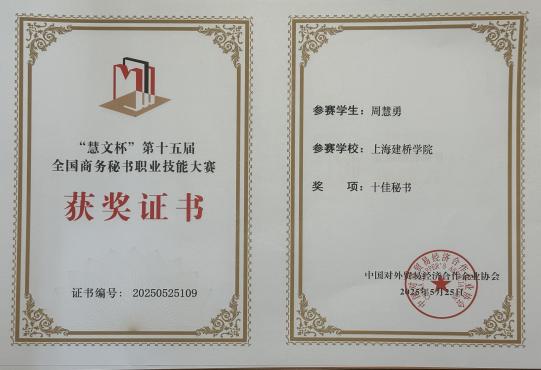 “慧文杯”第十五届
全国商务秘书职业技能大赛
获奖证书
证书编号：20250525109
参赛学生：周慧勇
参赛学校：上海建桥学院
奖 项：十佳秘书
中国对外贸易经济合作企业协会
2025年5月25日